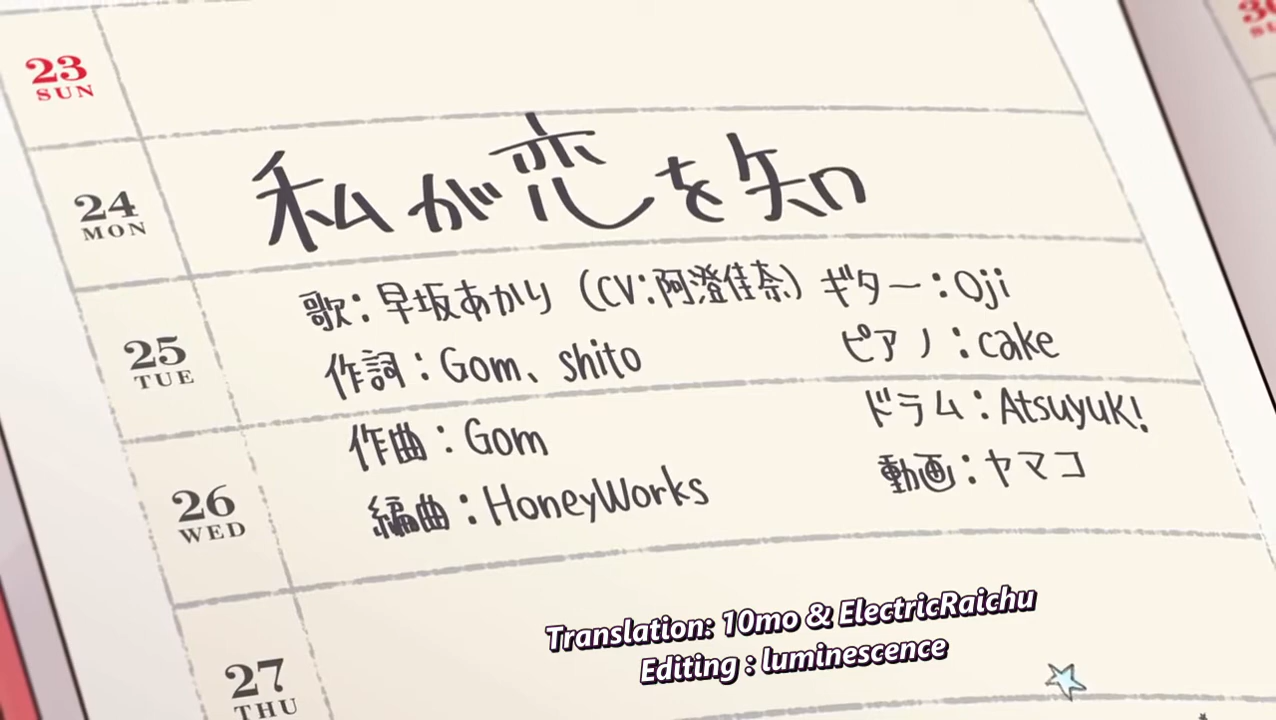 23
SUN
24
MON
私が恋を知
25
TUE
歌：早坂あかり（CV：阿澄佳奈）
ギター：Oji
作詞：Gom、shito
ピアノ：cake
作曲：Gom
ドラム：Atsuyuk!
26
WED
編曲：HoneyWorks
動画：ヤマコ
Translation: 10mo & ElectricRaichu
Editing : luminescence
27
THU